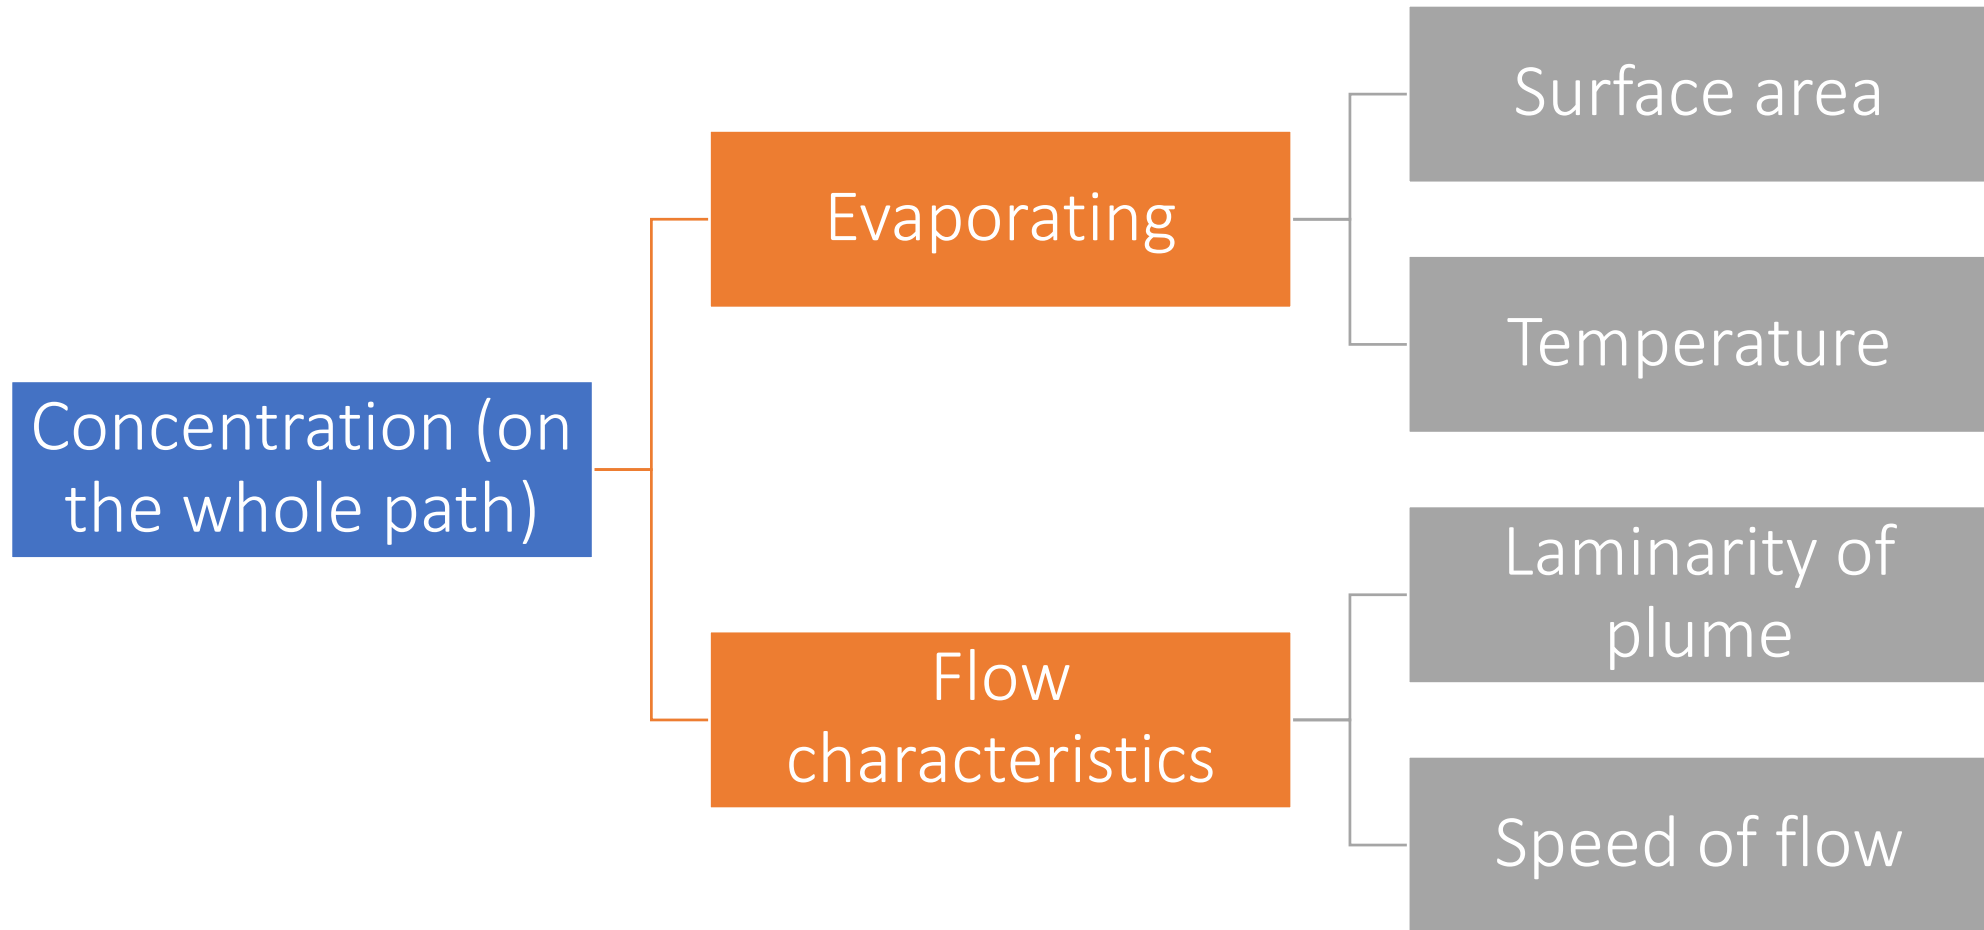 Concentration (on
the whole path)
Evaporating
Surface area
Temperature
Flow
characteristics
Laminarity of
plume
Speed of flow